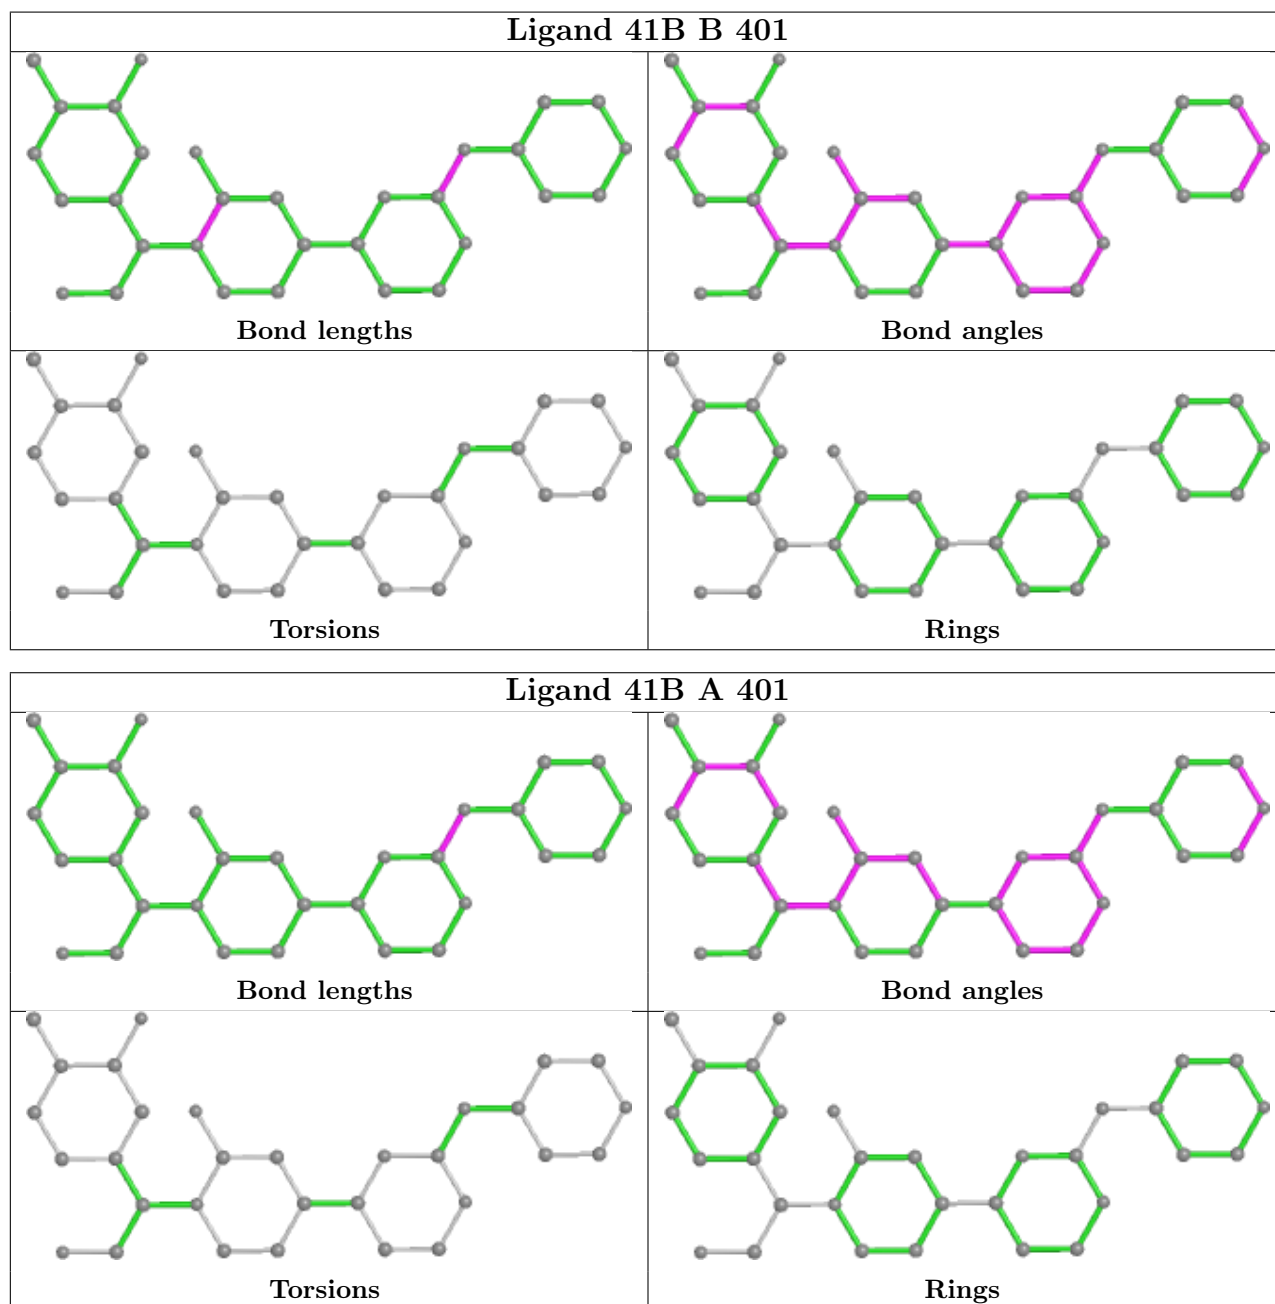 Ligand 41B B 401
Bond lengths
Bond angles
Torsions
Rings
Ligand 41B A 401
Bond lengths
Bond angles
Torsions
Rings